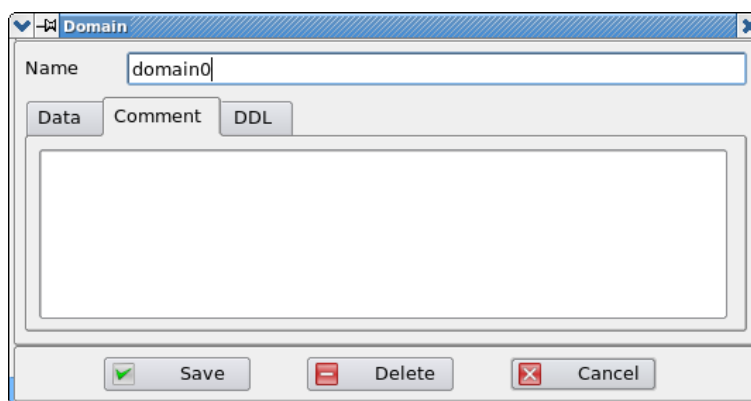 Domain
Name domain0
Data Comment DDL
Save Delete Cancel